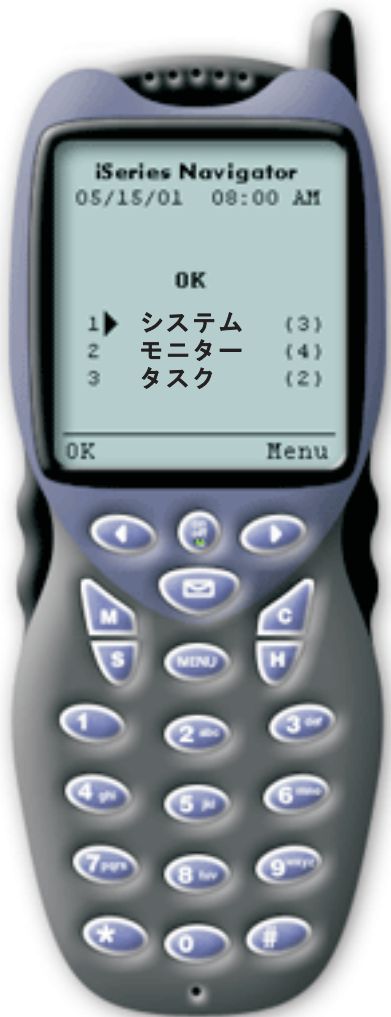 iSeries Navigator
05/15/01 08:00 AM
OK
1 システム (3)
2 モニター (4)
3 タスク (2)
OK Menu
M C
S MENU H
1 2 abc 3 def
4 ghi 5 jkl 6 mno
7 pqrs 8 tuv 9 wxyz
* 0 #